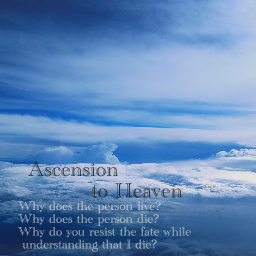 Ascension
to Heaven
Why does the person live?
Why does the person die?
Why do you resist the fate while
understanding that I die?